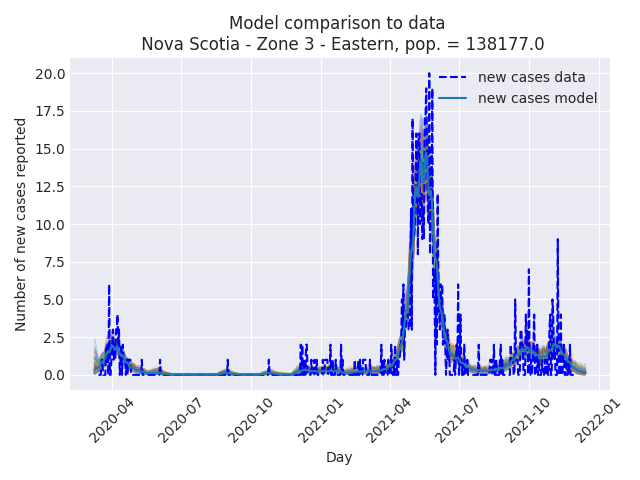 Model comparison to data
Nova Scotia - Zone 3 - Eastern, pop. = 138177.0
new cases data
new cases model
Number of new cases reported
20.0
17.5
15.0
12.5
10.0
7.5
5.0
2.5
0.0
2020-04
2020-07
2020-10
2021-01
2021-04
2021-07
2021-10
2022-01
Day